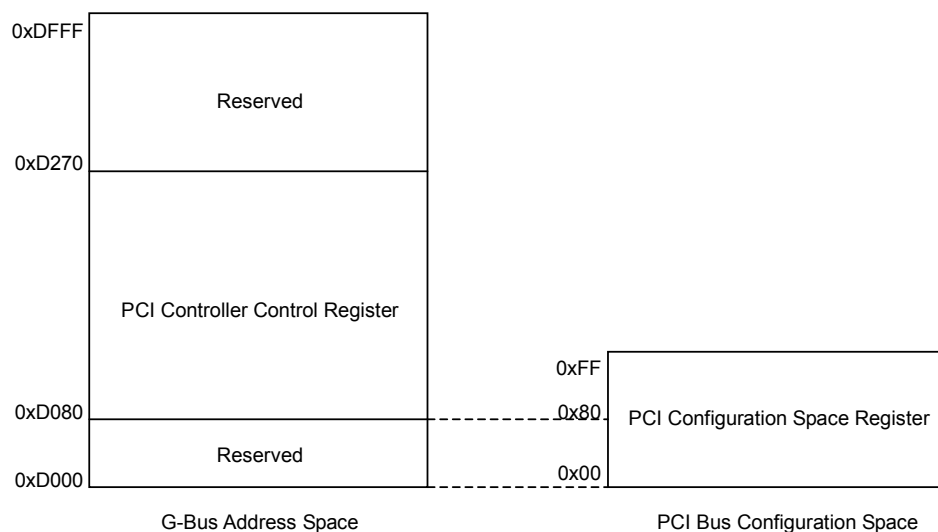 0xDFFF
Reserved
0xD270
PCI Controller Control Register
0xFF
0xD080
0x80
PCI Configuration Space Register
Reserved
0xD000
0x00
G-Bus Address Space
PCI Bus Configuration Space